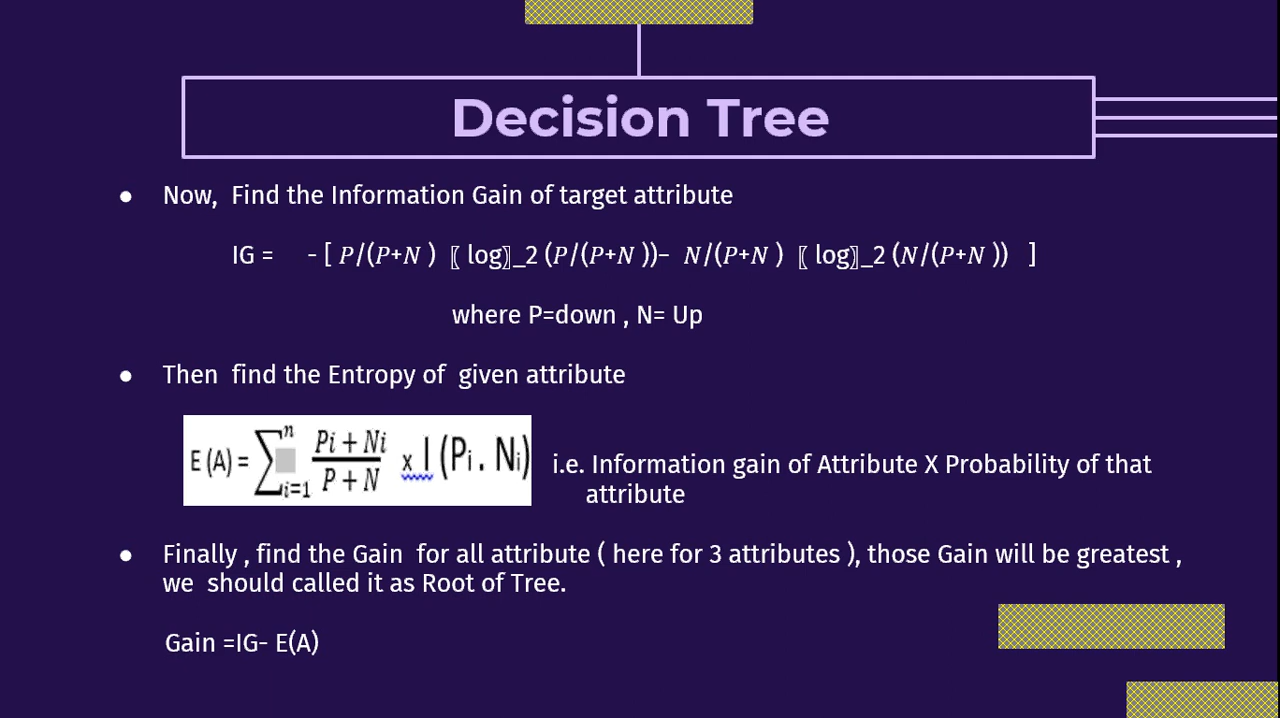 Decision Tree
● Now, Find the Information Gain of target attribute
IG = - [ P/(P+N ) 〖 log〗_2 (P/(P+N ))− N/(P+N ) 〖 log〗_2 (N/(P+N )) ]
where P=down , N= Up
● Then find the Entropy of given attribute
E (A) = ∑_{i=1}^{n} (Pi + Ni)/(P + N) x I (Pi . Ni)
i.e. Information gain of Attribute X Probability of that
attribute
● Finally , find the Gain for all attribute ( here for 3 attributes ), those Gain will be greatest ,
we should called it as Root of Tree.
Gain =IG- E(A)